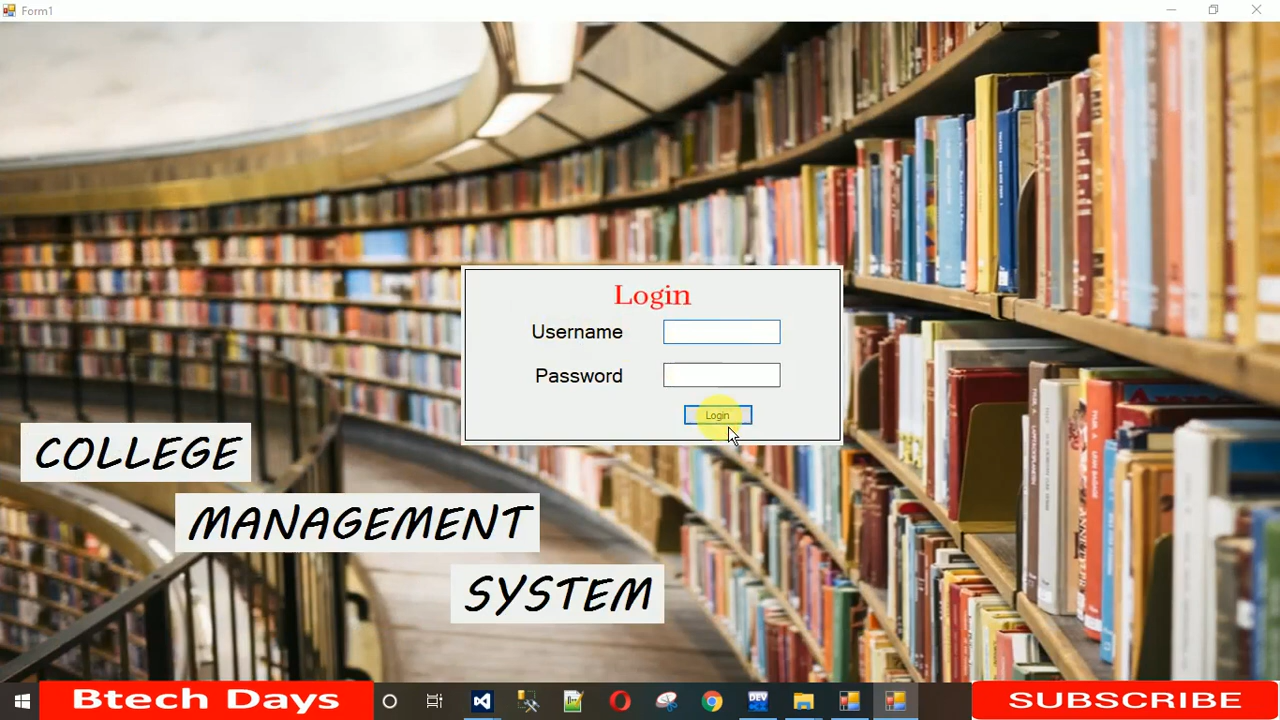 Form1
Login
Username
Password
Login
COLLEGE
MANAGEMENT
SYSTEM
Btech Days
SUBSCRIBE